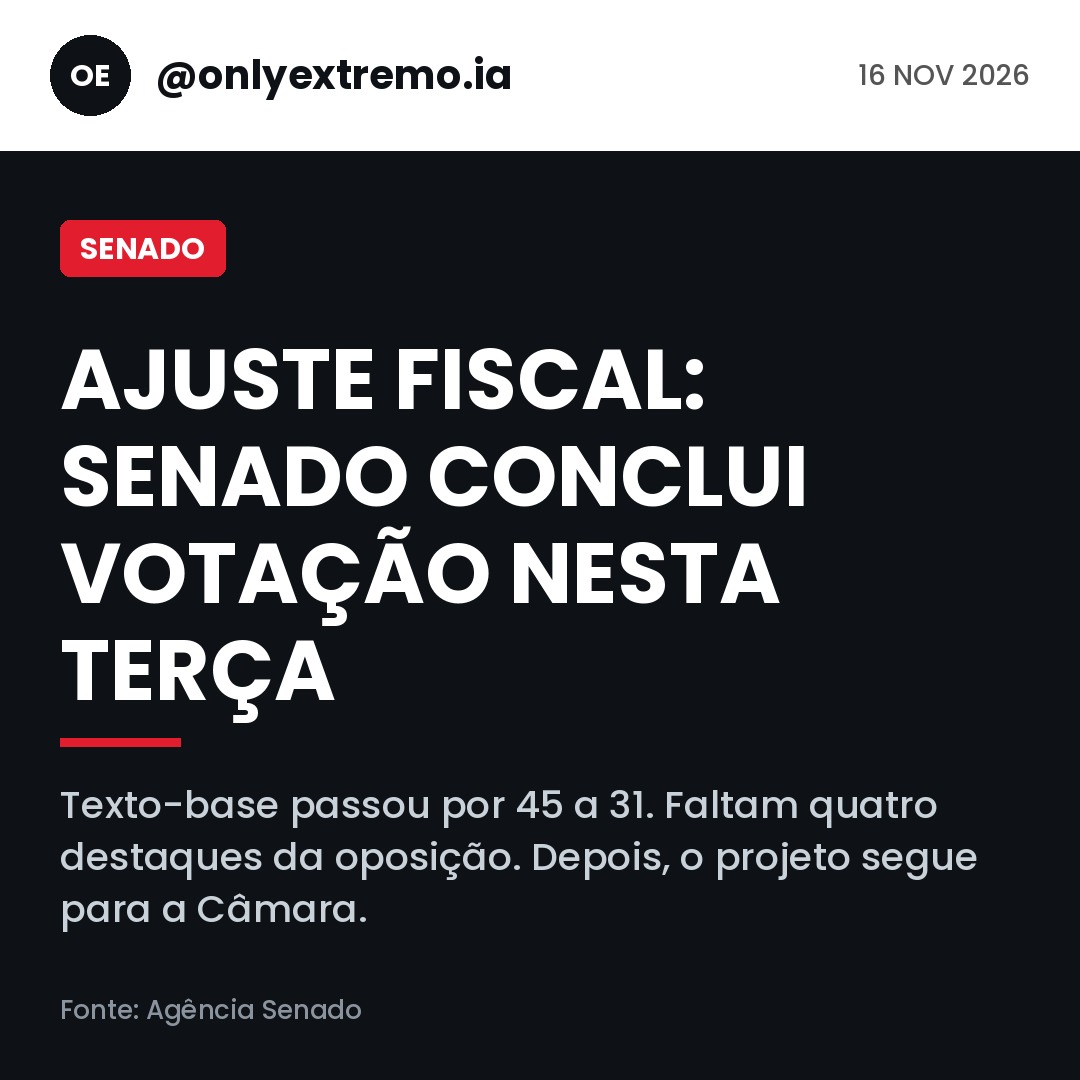 OE
@onlyextremo.ia
16 NOV 2026
SENADO
AJUSTE FISCAL:
SENADO CONCLUI
VOTAÇÃO NESTA
TERÇA
Texto-base passou por 45 a 31. Faltam quatro
destaques da oposição. Depois, o projeto segue
para a Câmara.
Fonte: Agência Senado